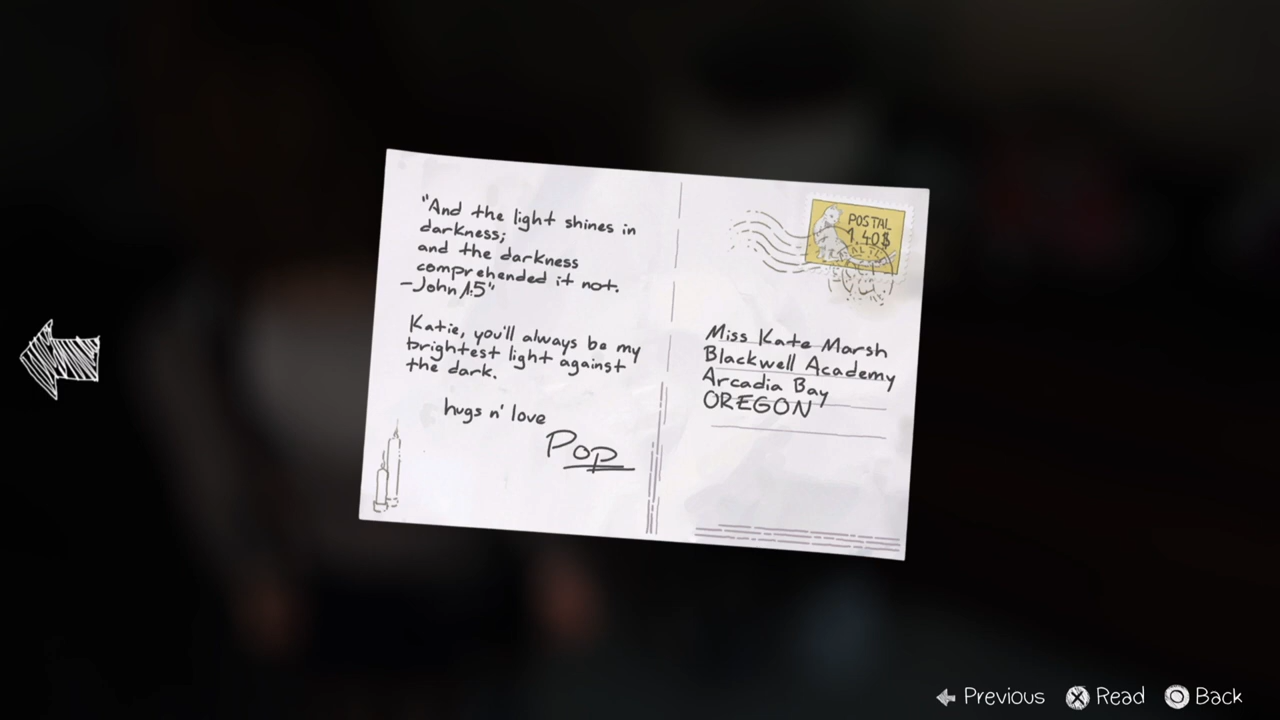 "And the light shines in
darkness;
and the darkness
comprehended it not.
-John 1:5"
Katie, you'll always be my
brightest light against
the dark.
hugs n' love
Pop
POSTAL
1.40$
Miss Kate Marsh
Blackwell Academy
Arcadia Bay
OREGON
Previous
Read
Back